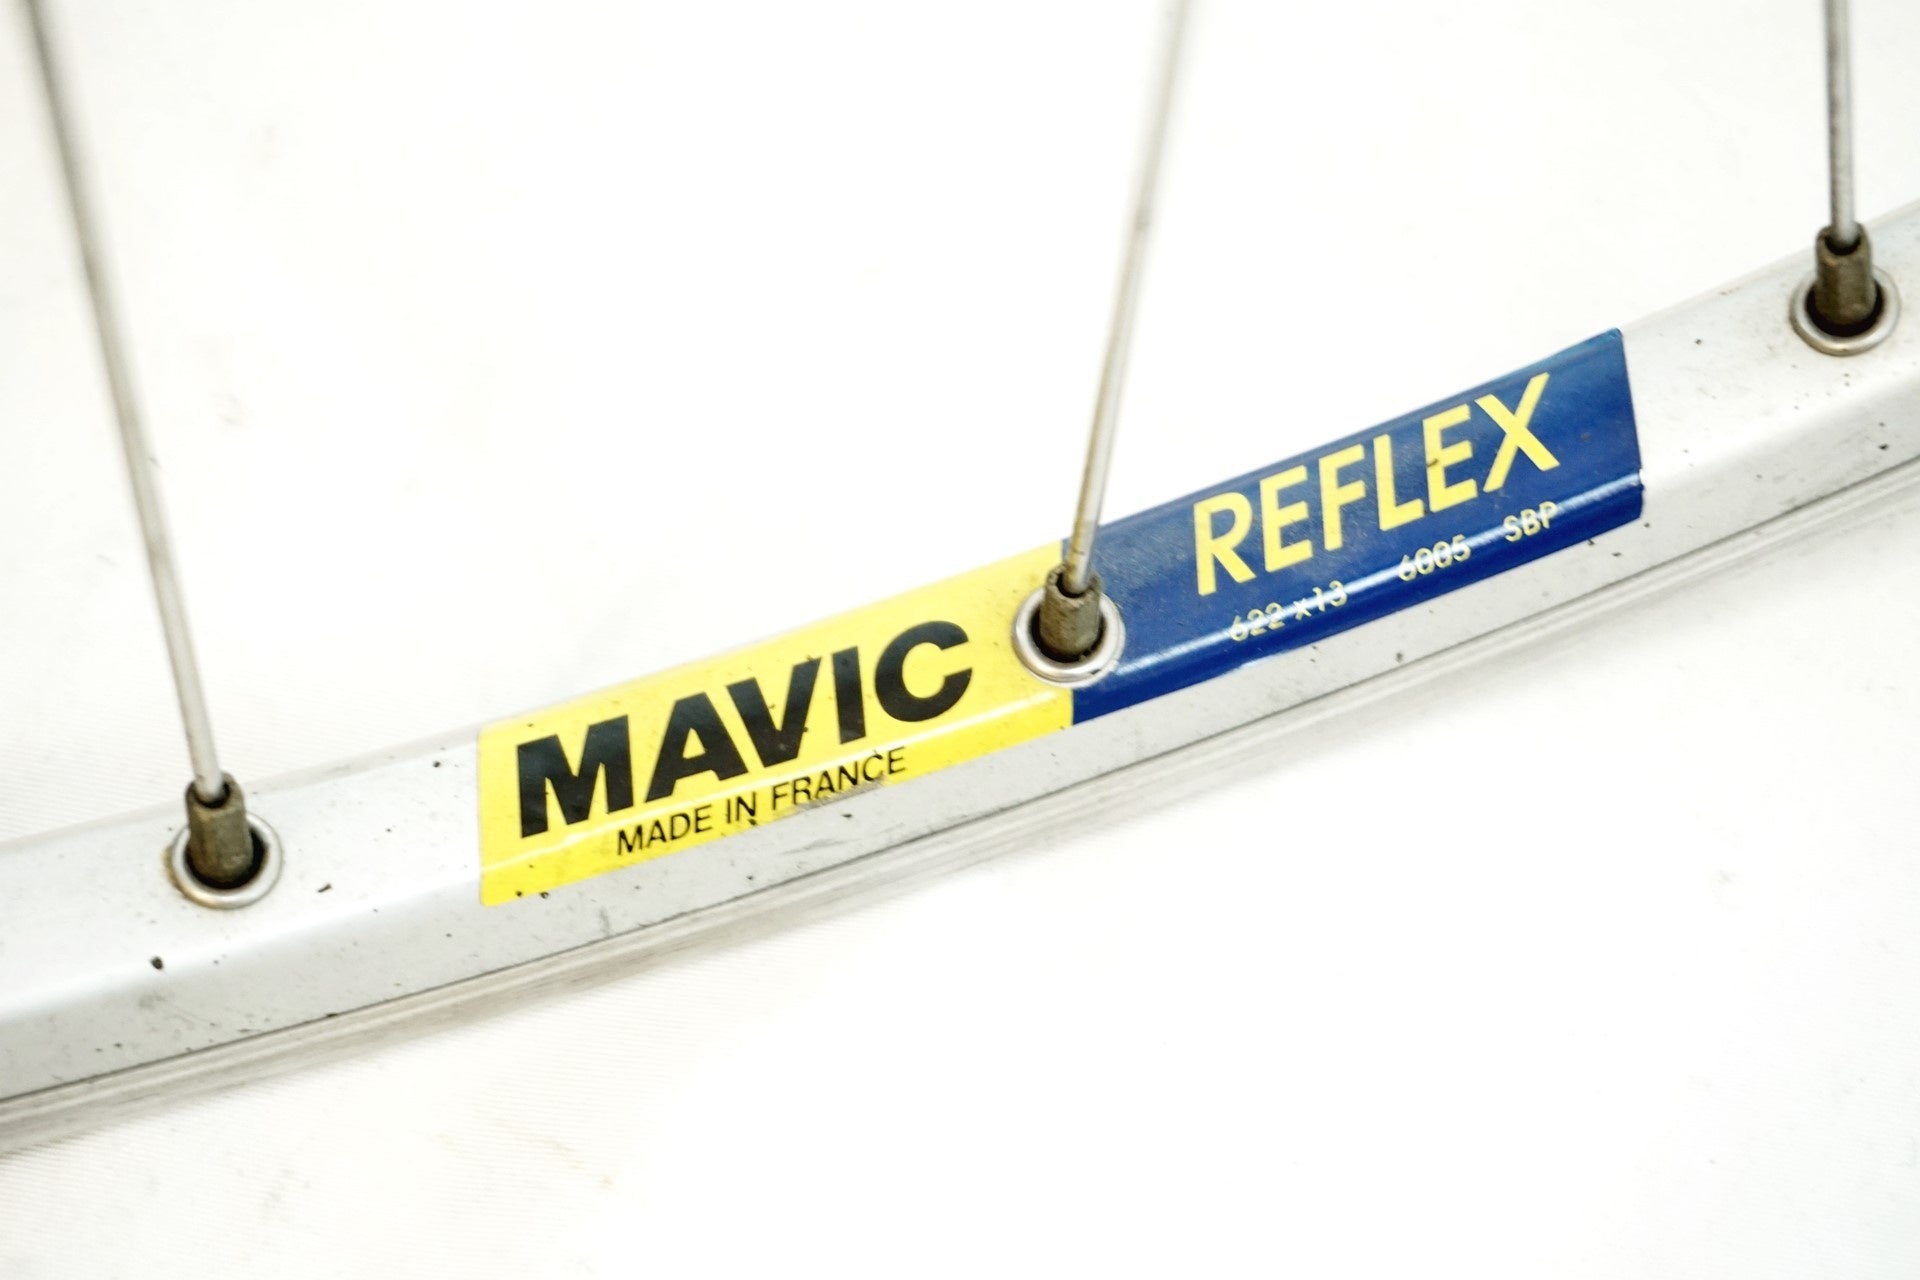 MAVIC
MADE IN FRANCE
REFLEX
622 x 13 6005 SBP